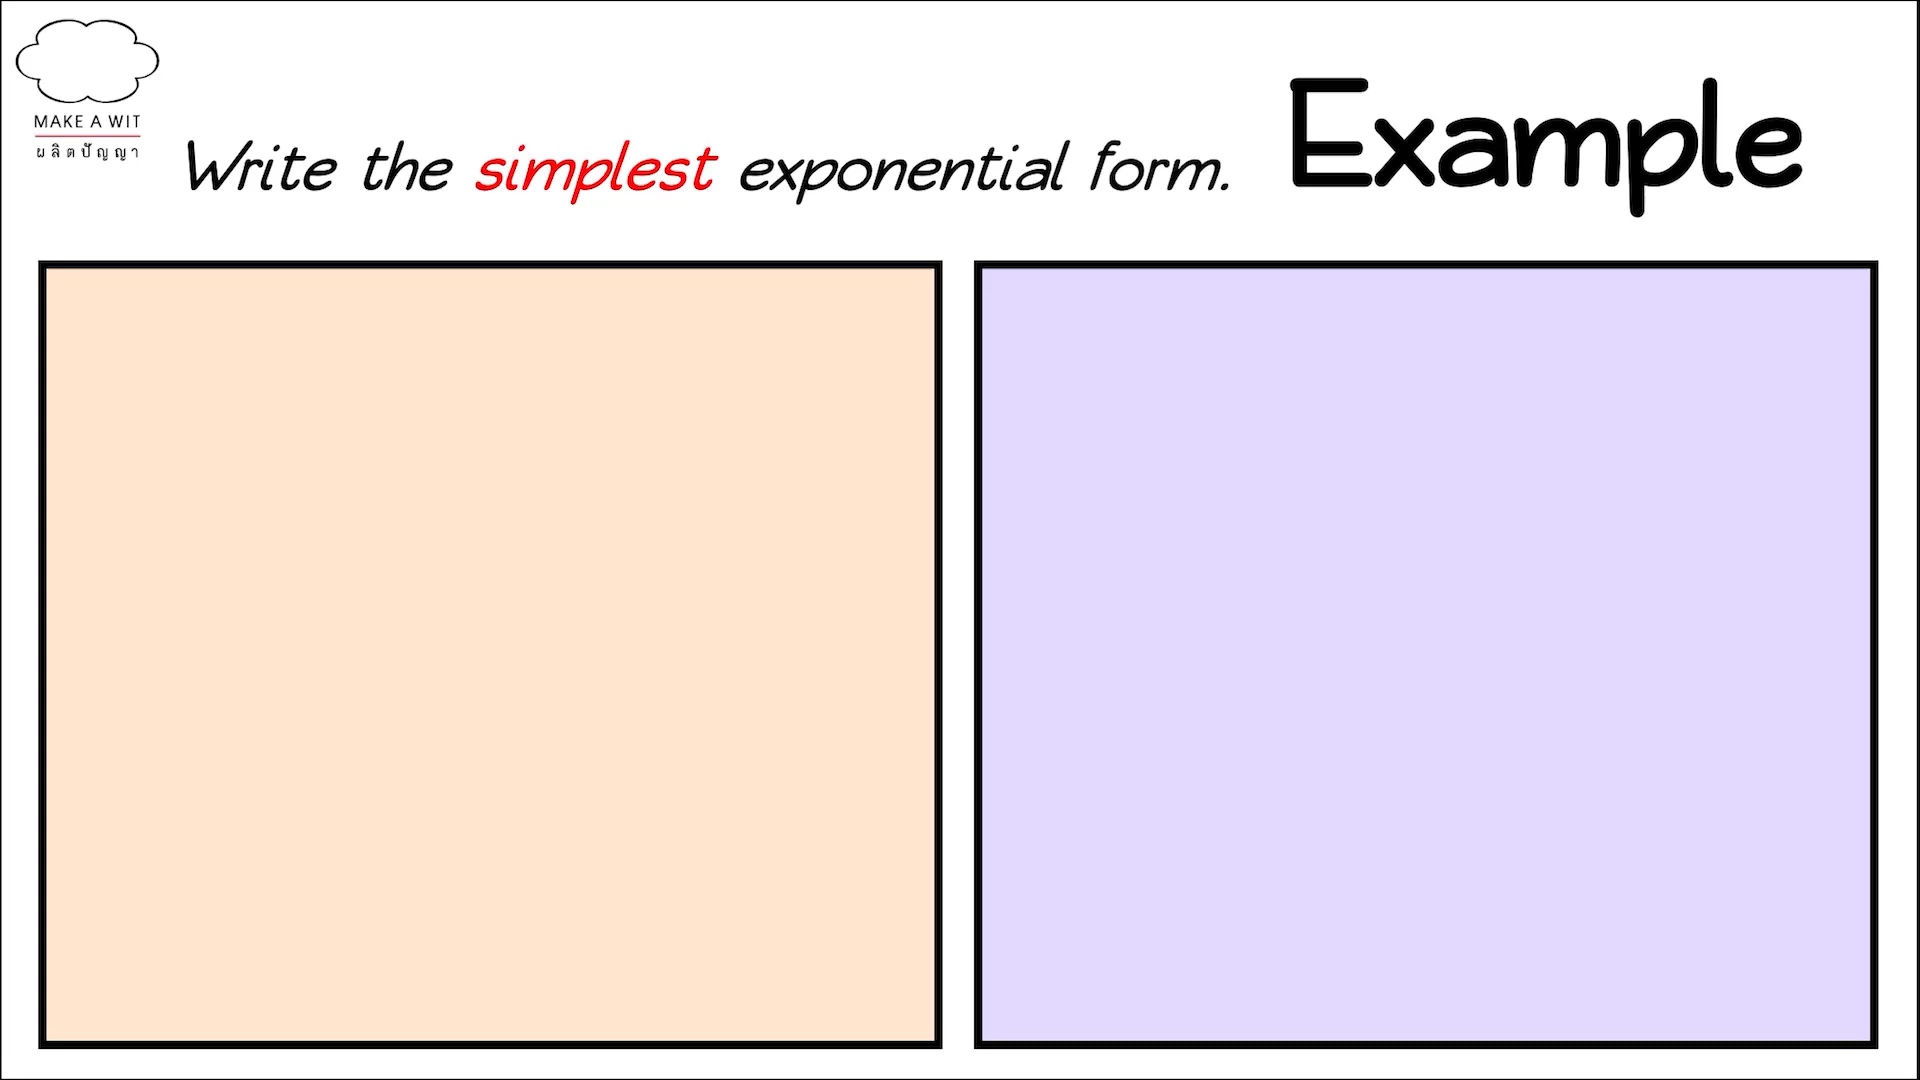 MAKE A WIT
ผลิตปัญญา
Write the simplest exponential form.
Example